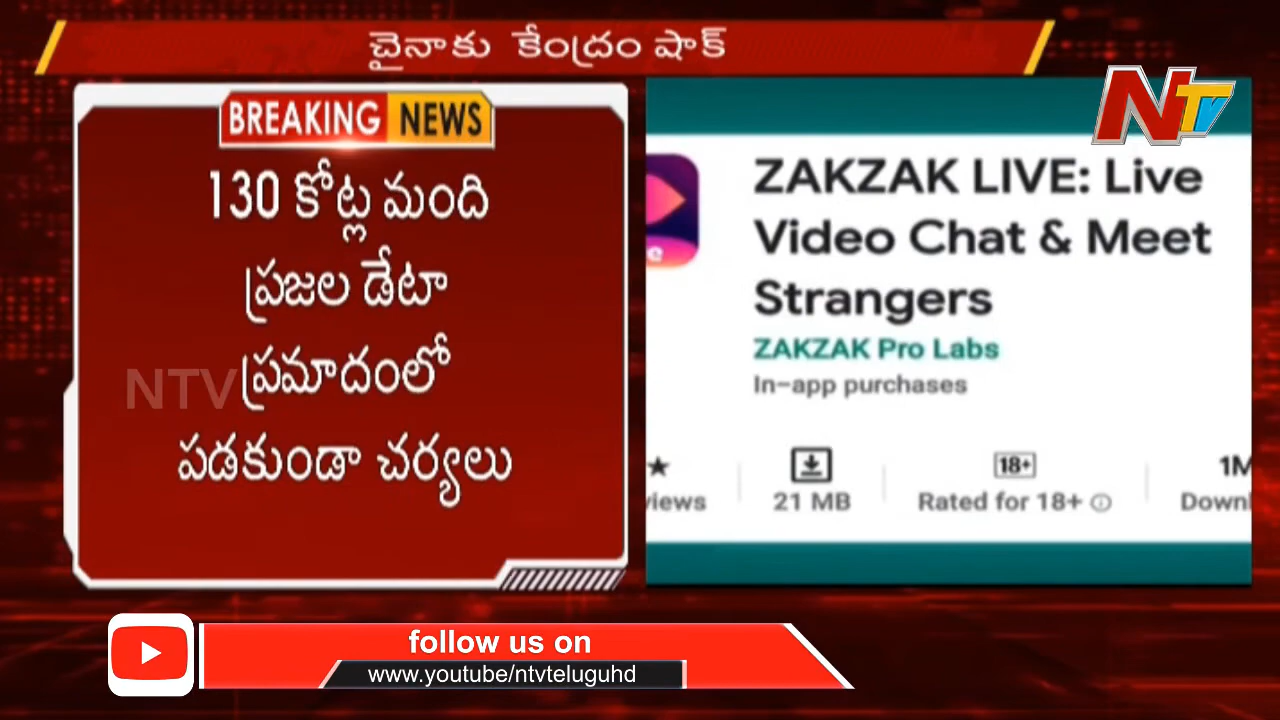 చైనాకు కేంద్రం షాక్
NTV
BREAKING NEWS
130 కోట్ల మంది
ప్రజల డేటా
ప్రమాదంలో
పడకుండా చర్యలు
NTV
ZAKZAK LIVE: Live
Video Chat & Meet
Strangers
ZAKZAK Pro Labs
In-app purchases
21 MB
18+
Rated for 18+
1M
follow us on
www.youtube/ntvteluguhd